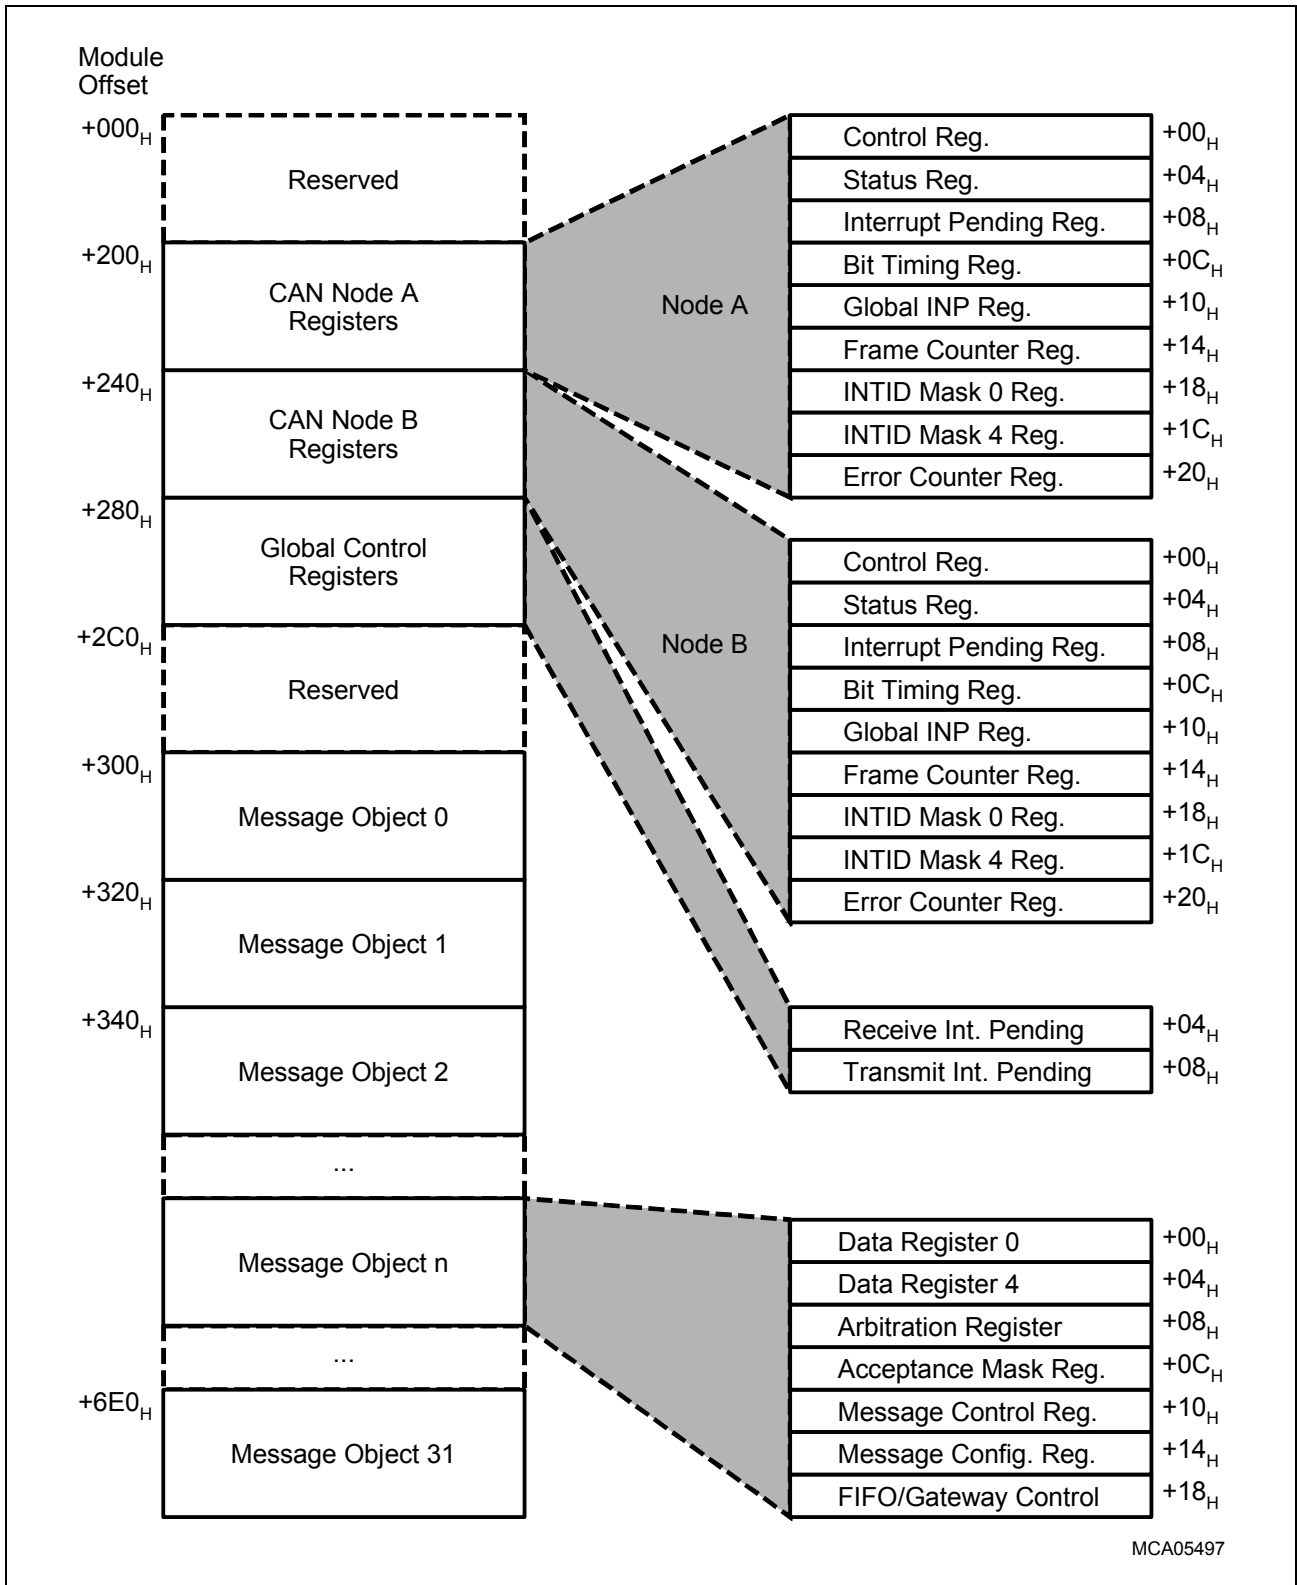 Module
Offset
+000H
Reserved
+200H
CAN Node A
Registers
+240H
CAN Node B
Registers
+280H
Global Control
Registers
+2C0H
Reserved
+300H
Message Object 0
+320H
Message Object 1
+340H
Message Object 2
...
Message Object n
...
+6E0H
Message Object 31
Node A
Control Reg. +00H
Status Reg. +04H
Interrupt Pending Reg. +08H
Bit Timing Reg. +0CH
Global INP Reg. +10H
Frame Counter Reg. +14H
INTID Mask 0 Reg. +18H
INTID Mask 4 Reg. +1CH
Error Counter Reg. +20H
Node B
Control Reg. +00H
Status Reg. +04H
Interrupt Pending Reg. +08H
Bit Timing Reg. +0CH
Global INP Reg. +10H
Frame Counter Reg. +14H
INTID Mask 0 Reg. +18H
INTID Mask 4 Reg. +1CH
Error Counter Reg. +20H
Receive Int. Pending +04H
Transmit Int. Pending +08H
Data Register 0 +00H
Data Register 4 +04H
Arbitration Register +08H
Acceptance Mask Reg. +0CH
Message Control Reg. +10H
Message Config. Reg. +14H
FIFO/Gateway Control +18H
MCA05497